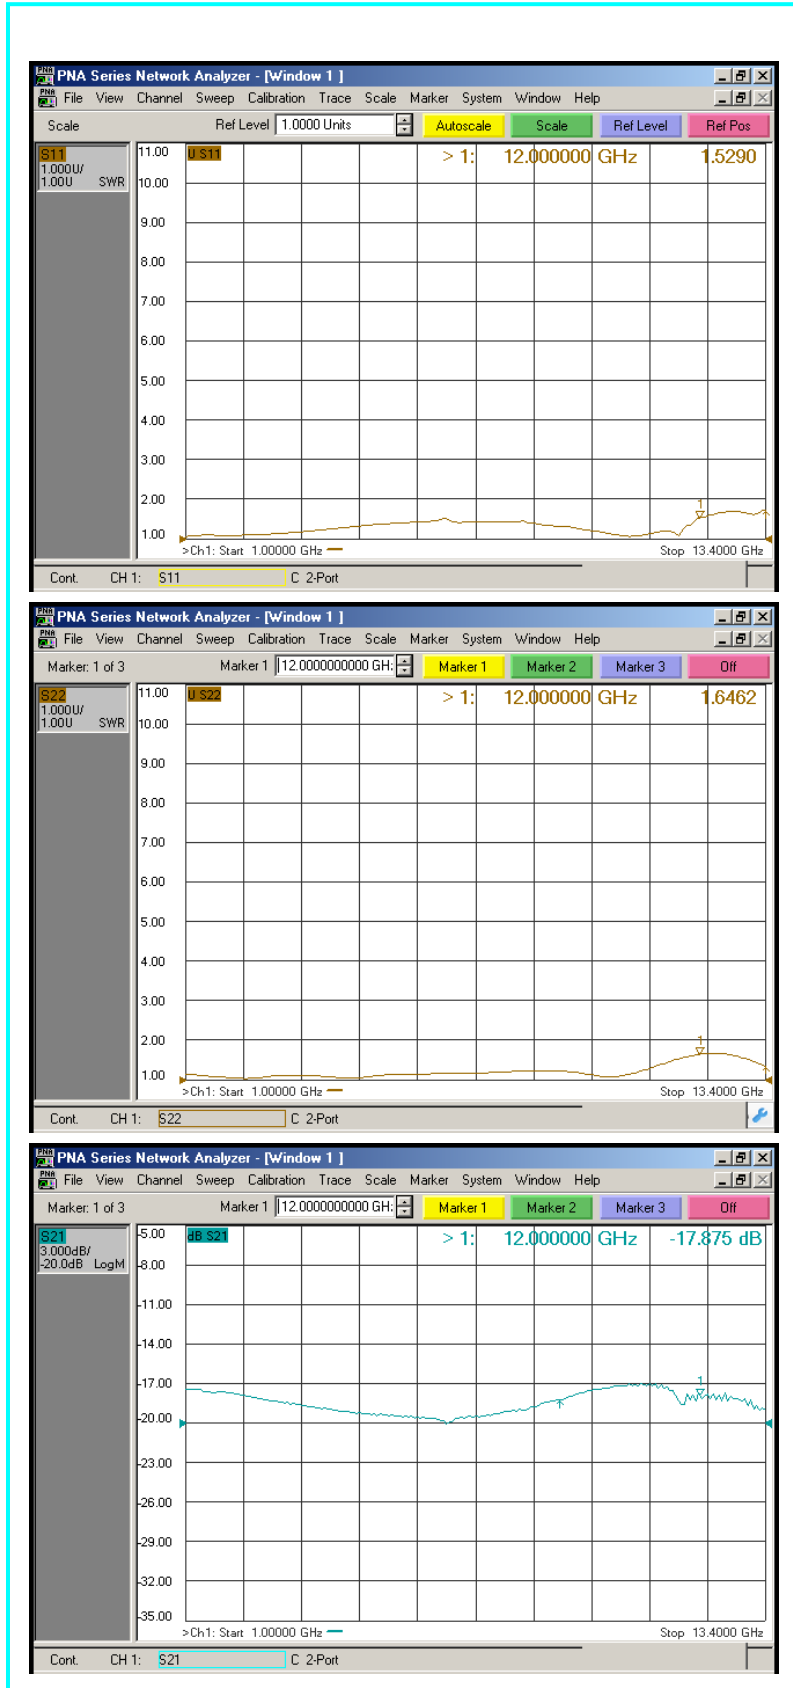 PNA Series Network Analyzer - [Window 1 ]
File View Channel Sweep Calibration Trace Scale Marker System Window Help
Scale Ref Level 1.0000 Units Autoscale Scale Ref Level Ref Pos
S11
1.000U/
1.00U SWR
11.00 U S11 > 1: 12.000000 GHz 1.5290
10.00
9.00
8.00
7.00
6.00
5.00
4.00
3.00
2.00
1
1.00
>Ch1: Start 1.00000 GHz Stop 13.4000 GHz
Cont. CH 1: S11 C 2-Port
PNA Series Network Analyzer - [Window 1 ]
File View Channel Sweep Calibration Trace Scale Marker System Window Help
Marker: 1 of 3 Marker 1 12.0000000000 GH: Marker 1 Marker 2 Marker 3 Off
S22
1.000U/
1.00U SWR
11.00 U S22 > 1: 12.000000 GHz 1.6462
10.00
9.00
8.00
7.00
6.00
5.00
4.00
3.00
2.00
1
1.00
>Ch1: Start 1.00000 GHz Stop 13.4000 GHz
Cont. CH 1: S22 C 2-Port
PNA Series Network Analyzer - [Window 1 ]
File View Channel Sweep Calibration Trace Scale Marker System Window Help
Marker: 1 of 3 Marker 1 12.0000000000 GH: Marker 1 Marker 2 Marker 3 Off
S21
3.000dB/
-20.0dB LogM
-5.00 dB S21 > 1: 12.000000 GHz -17.875 dB
-8.00
-11.00
-14.00
-17.00
1
-20.00
-23.00
-26.00
-29.00
-32.00
-35.00
>Ch1: Start 1.00000 GHz Stop 13.4000 GHz
Cont. CH 1: S21 C 2-Port